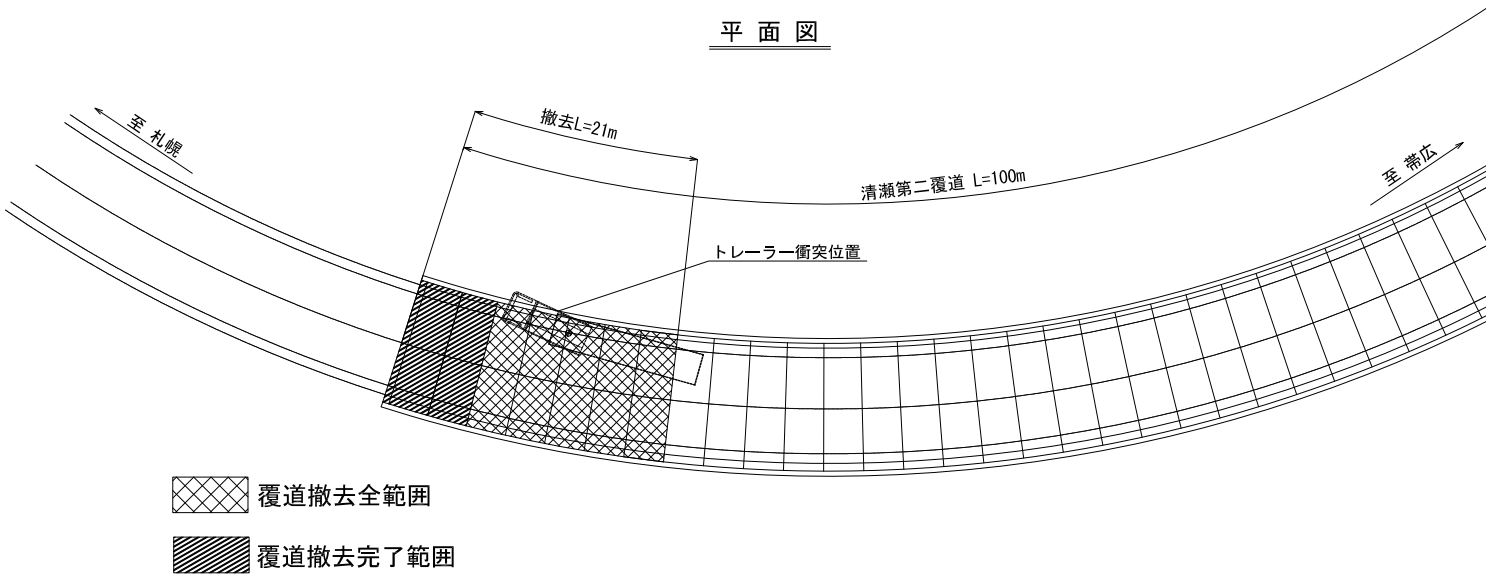 平 面 図
撤去L=21m
至 札幌
清瀬第二覆道 L=100m
至 帯広
トレーラー衝突位置
覆道撤去全範囲
覆道撤去完了範囲